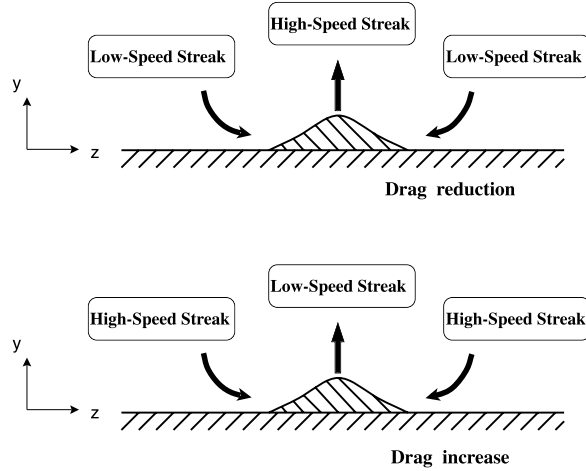 High-Speed Streak
Low-Speed Streak
Low-Speed Streak
y
z
Drag reduction
Low-Speed Streak
High-Speed Streak
High-Speed Streak
y
z
Drag increase